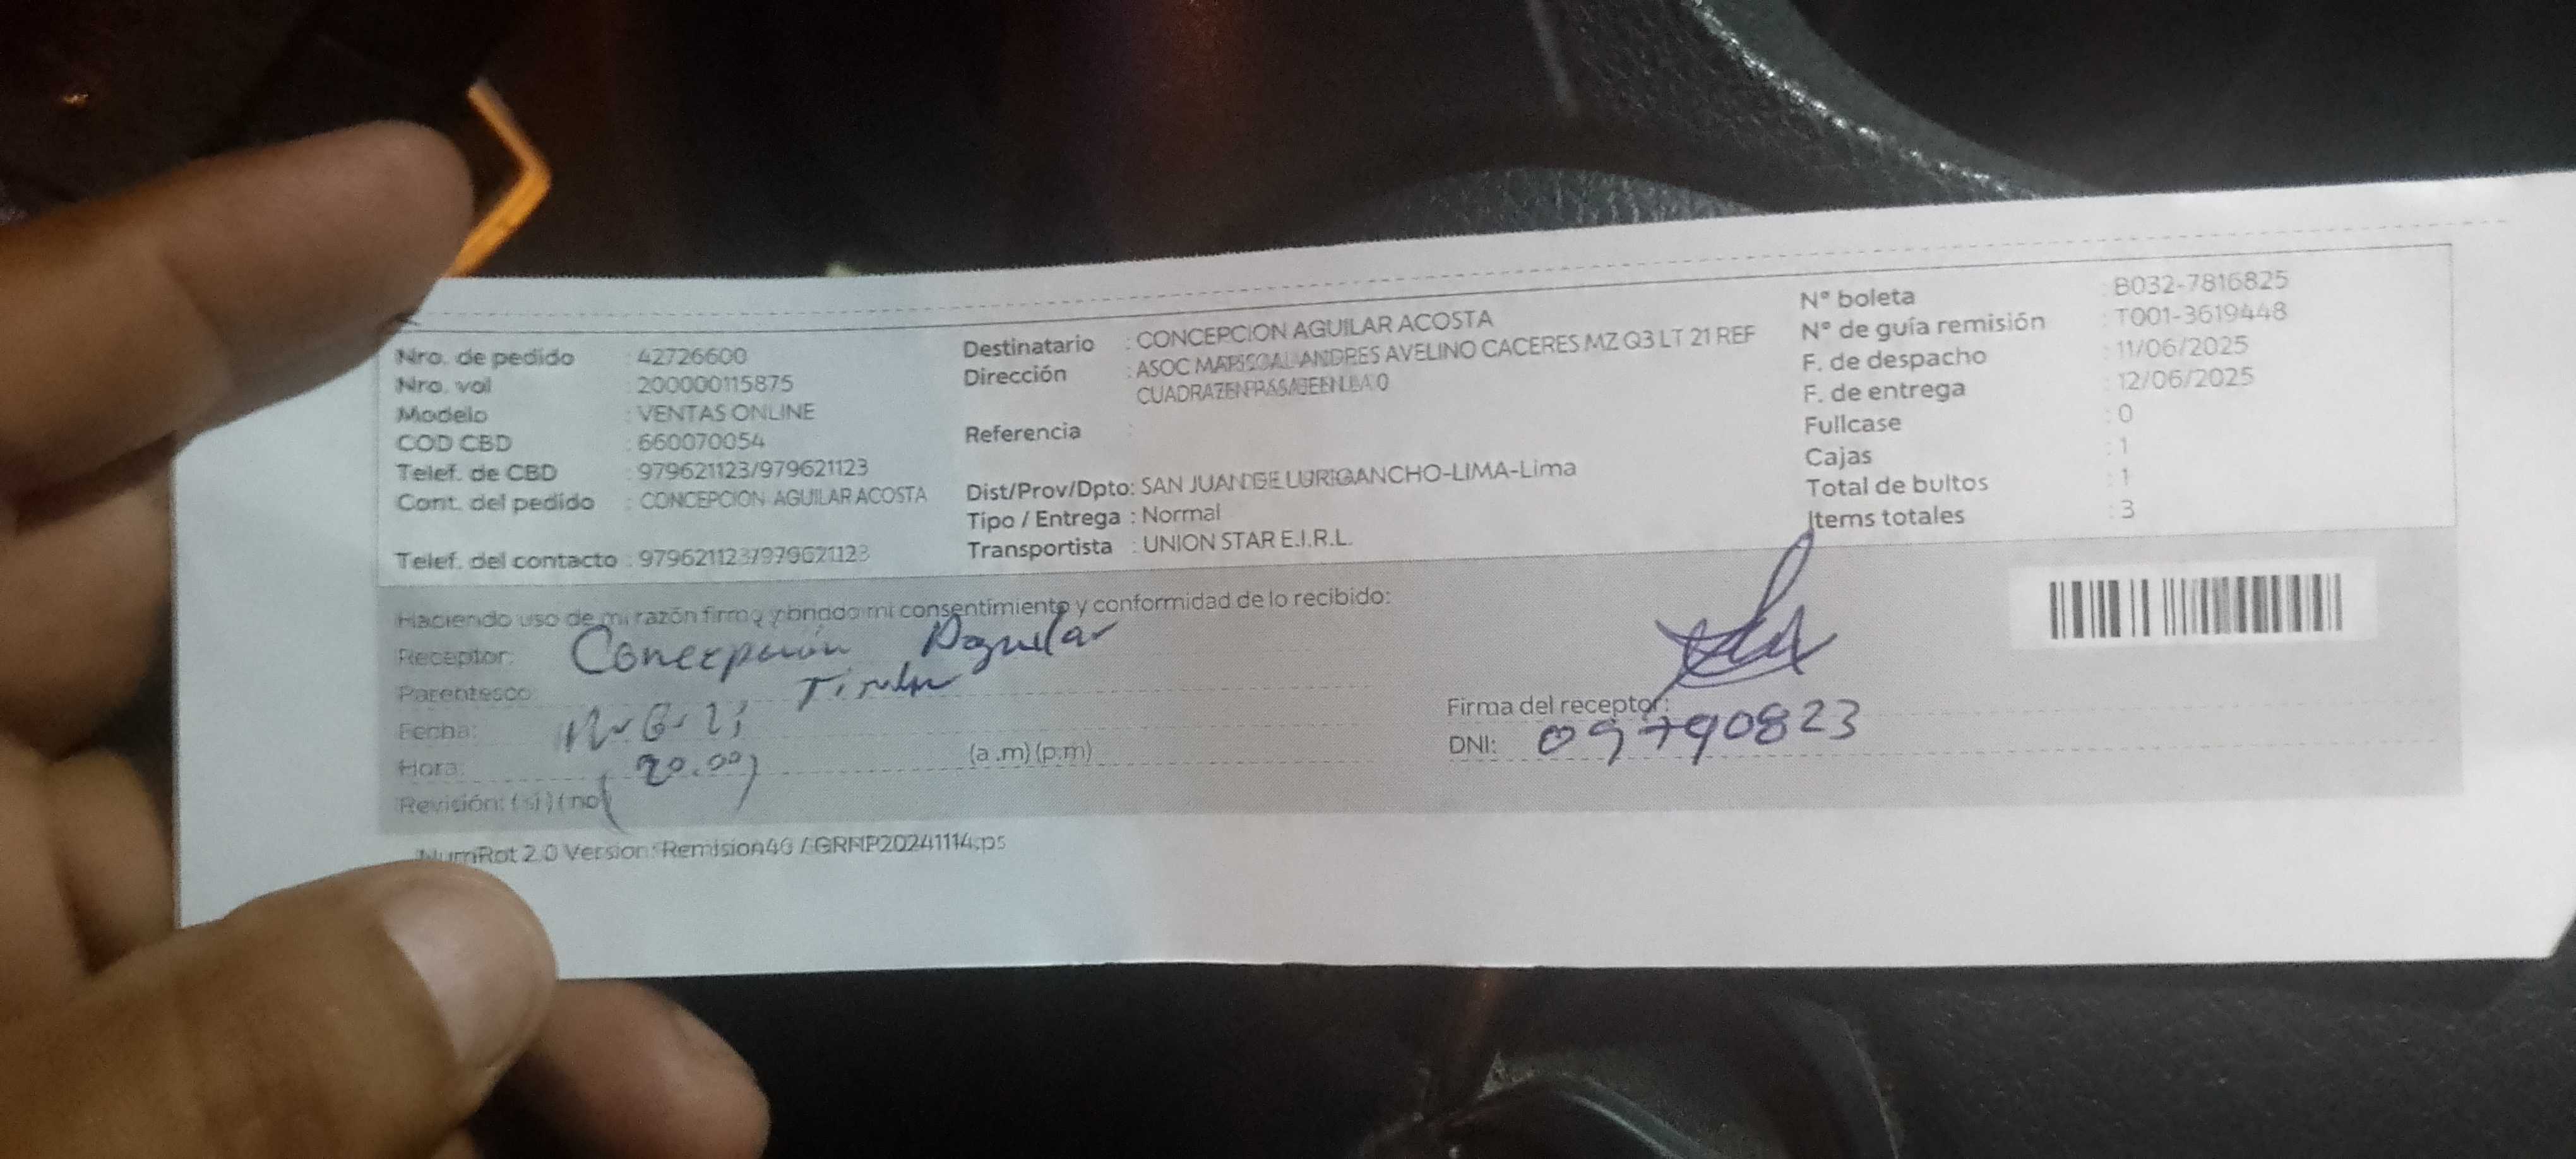 Nro. de pedido : 42726600
Nro. vol : 200000115875
Modelo : VENTAS ONLINE
COD CBD : 660070054
Telef. de CBD : 979621123/979621123
Cont. del pedido : CONCEPCION AGUILAR ACOSTA
Telef. del contacto : 979621123/979621123
Destinatario : CONCEPCION AGUILAR ACOSTA
Dirección : ASOC MARISCAL ANDRES AVELINO CACERES MZ Q3 LT 21 REF
Referencia :
Dist/Prov/Dpto: SAN JUAN DE LURIGANCHO-LIMA-Lima
Tipo / Entrega : Normal
Transportista : UNION STAR E.I.R.L.
N° boleta : B032-7816825
N° de guía remisión : T001-3619448
F. de despacho : 11/06/2025
F. de entrega : 12/06/2025
Fullcase : 0
Cajas : 1
Total de bultos : 1
Items totales : 3
Haciendo uso de mi razón firmo y brindo mi consentimiento y conformidad de lo recibido:
Receptor: Concepción Aguilar
Parentesco: Titular
Fecha:
Hora: (20:00) (a.m) (p.m)
Revisión: (si) (no)
Firma del receptor:
DNI: 09790823
NumRot 2.0 Version: Remision46 / GRRP20241114.ps